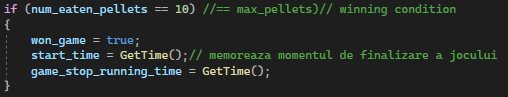 if (num_eaten_pellets == 10) //== max_pellets)// winning condition
{
won_game = true;
start_time = GetTime();// memoreaza momentul de finalizare a jocului
game_stop_running_time = GetTime();
}